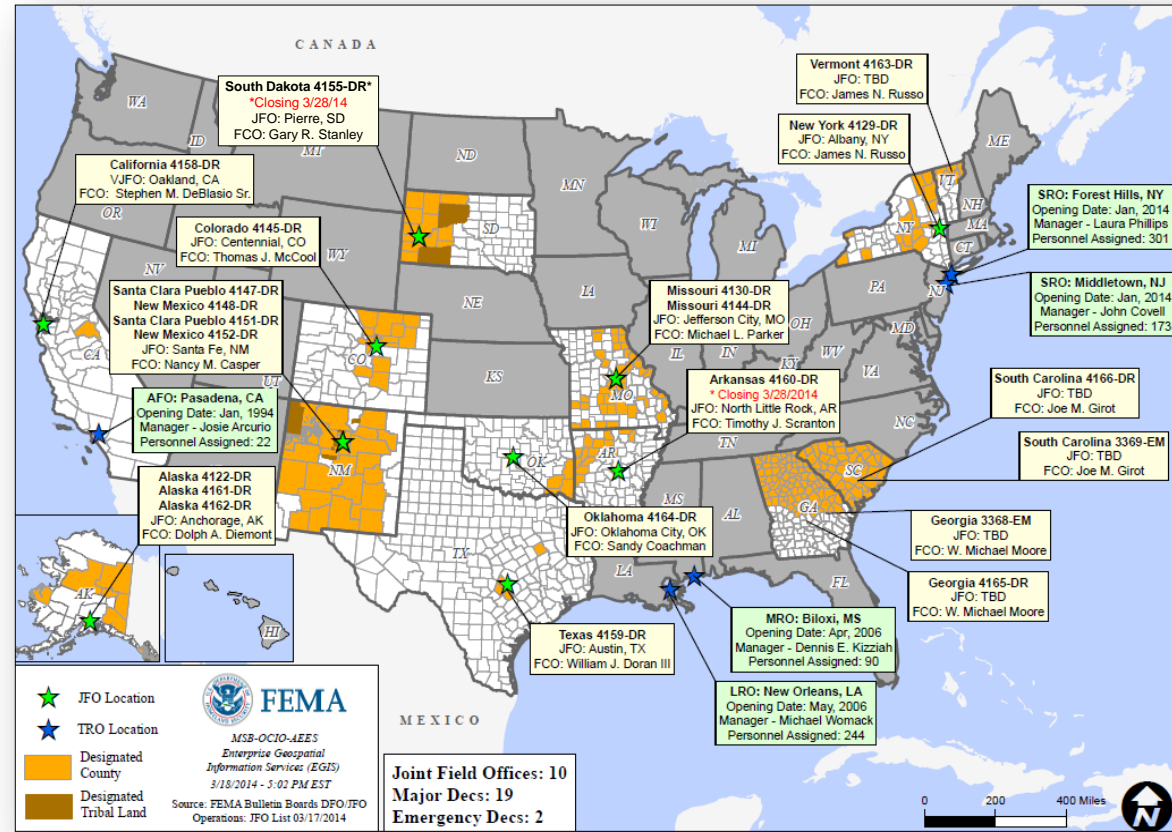 CANADA
South Dakota 4155-DR*
*Closing 3/28/14
JFO: Pierre, SD
FCO: Gary R. Stanley
Vermont 4163-DR
JFO: TBD
FCO: James N. Russo
New York 4129-DR
JFO: Albany, NY
FCO: James N. Russo
California 4158-DR
VJFO: Oakland, CA
FCO: Stephen M. DeBlasio Sr.
SRO: Forest Hills, NY
Opening Date: Jan, 2014
Manager - Laura Phillips
Personnel Assigned: 301
Colorado 4145-DR
JFO: Centennial, CO
FCO: Thomas J. McCool
SRO: Middletown, NJ
Opening Date: Jan, 2014
Manager - John Covell
Personnel Assigned: 173
Santa Clara Pueblo 4147-DR
New Mexico 4148-DR
Santa Clara Pueblo 4151-DR
New Mexico 4152-DR
JFO: Santa Fe, NM
FCO: Nancy M. Casper
Missouri 4130-DR
Missouri 4144-DR
JFO: Jefferson City, MO
FCO: Michael L. Parker
Arkansas 4160-DR
* Closing 3/28/2014
JFO: North Little Rock, AR
FCO: Timothy J. Scranton
South Carolina 4166-DR
JFO: TBD
FCO: Joe M. Girot
South Carolina 3369-EM
JFO: TBD
FCO: Joe M. Girot
AFO: Pasadena, CA
Opening Date: Jan, 1994
Manager - Josie Arcurio
Personnel Assigned: 22
Alaska 4122-DR
Alaska 4161-DR
Alaska 4162-DR
JFO: Anchorage, AK
FCO: Dolph A. Diemont
Oklahoma 4164-DR
JFO: Oklahoma City, OK
FCO: Sandy Coachman
Georgia 3368-EM
JFO: TBD
FCO: W. Michael Moore
Georgia 4165-DR
JFO: TBD
FCO: W. Michael Moore
Texas 4159-DR
JFO: Austin, TX
FCO: William J. Doran III
MRO: Biloxi, MS
Opening Date: Apr, 2006
Manager - Dennis E. Kizziah
Personnel Assigned: 90
LRO: New Orleans, LA
Opening Date: May, 2006
Manager - Michael Womack
Personnel Assigned: 244
WA
ID
MT
ND
MN
OR
WY
SD
WI
MI
ME
VT
NH
MA
NY
CT
NJ
PA
NV
CA
UT
CO
NE
IA
KS
MO
IL
IN
OH
KY
WV
MD
VA
NC
TN
NM
OK
AR
TX
LA
MS
AL
GA
SC
FL
AK
HI
MEXICO
JFO Location
TRO Location
Designated
County
Designated
Tribal Land
FEMA
MSB-OCIO-AEES
Enterprise Geospatial
Information Services (EGIS)
3/18/2014 - 5:02 PM EST
Source: FEMA Bulletin Boards DFO/JFO
Operations: JFO List 03/17/2014
Joint Field Offices: 10
Major Decs: 19
Emergency Decs: 2
0 200 400 Miles
N